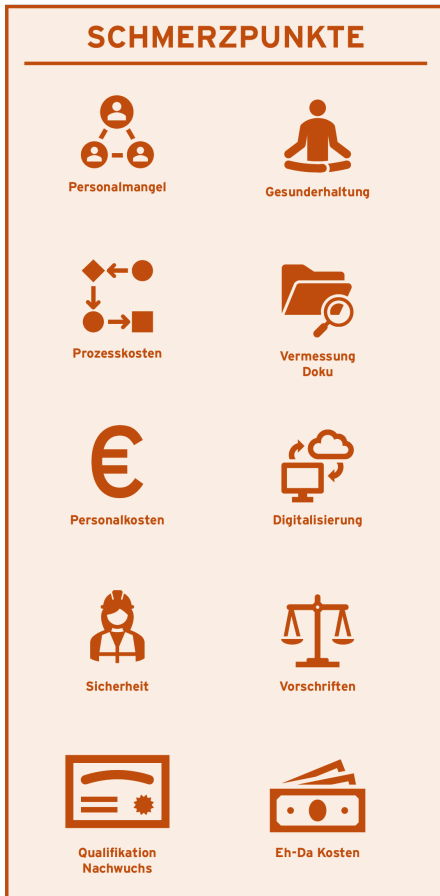 SCHMERZPUNKTE
Personalmangel
Gesunderhaltung
Prozesskosten
Vermessung
Doku
€
Personalkosten
Digitalisierung
Sicherheit
Vorschriften
Qualifikation
Nachwuchs
Eh-Da Kosten